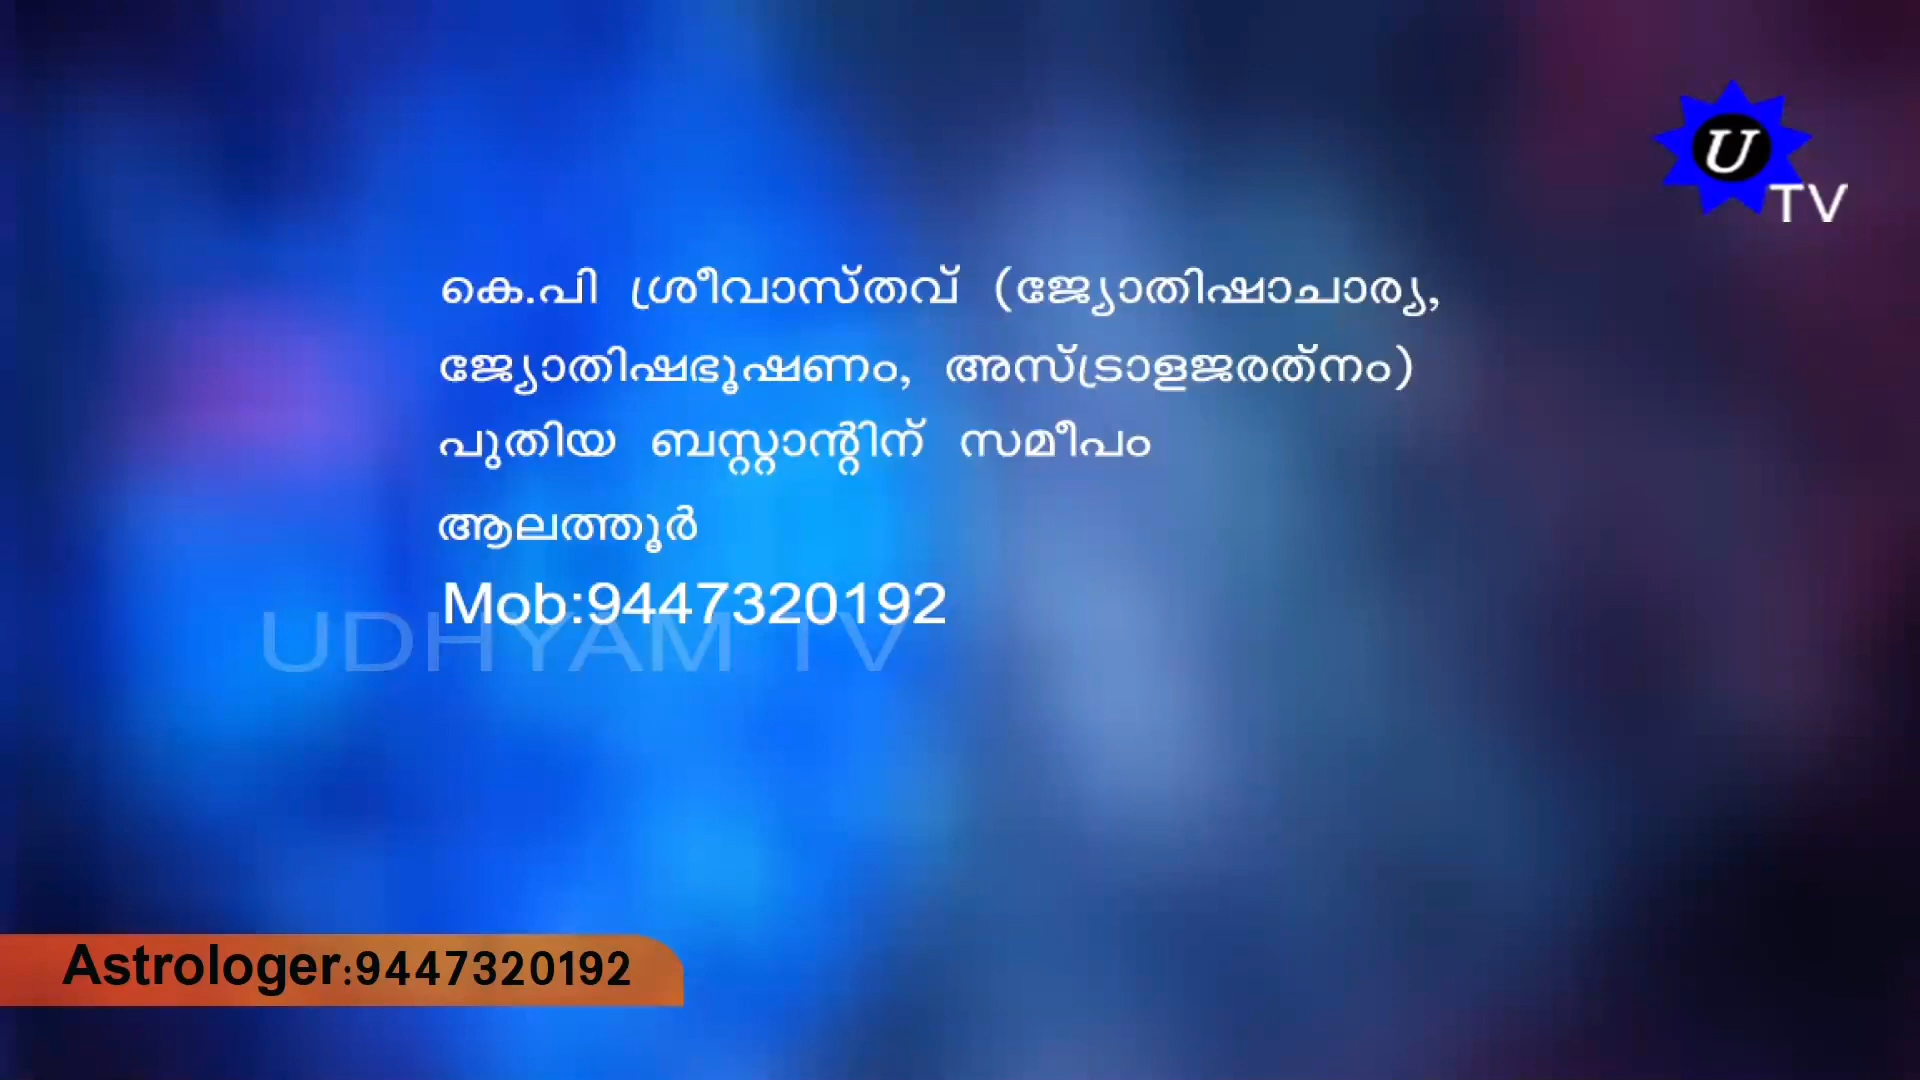 U
TV
കെ.പി ശ്രീവാസ്തവ് (ജ്യോതിഷാചാര്യ,
ജ്യോതിഷഭൂഷണം, അസ്ട്രാളജരത്നം)
പുതിയ ബസ്റ്റാന്റിന് സമീപം
ആലത്തൂർ
Mob:9447320192
UDHYAM TV
Astrologer:9447320192